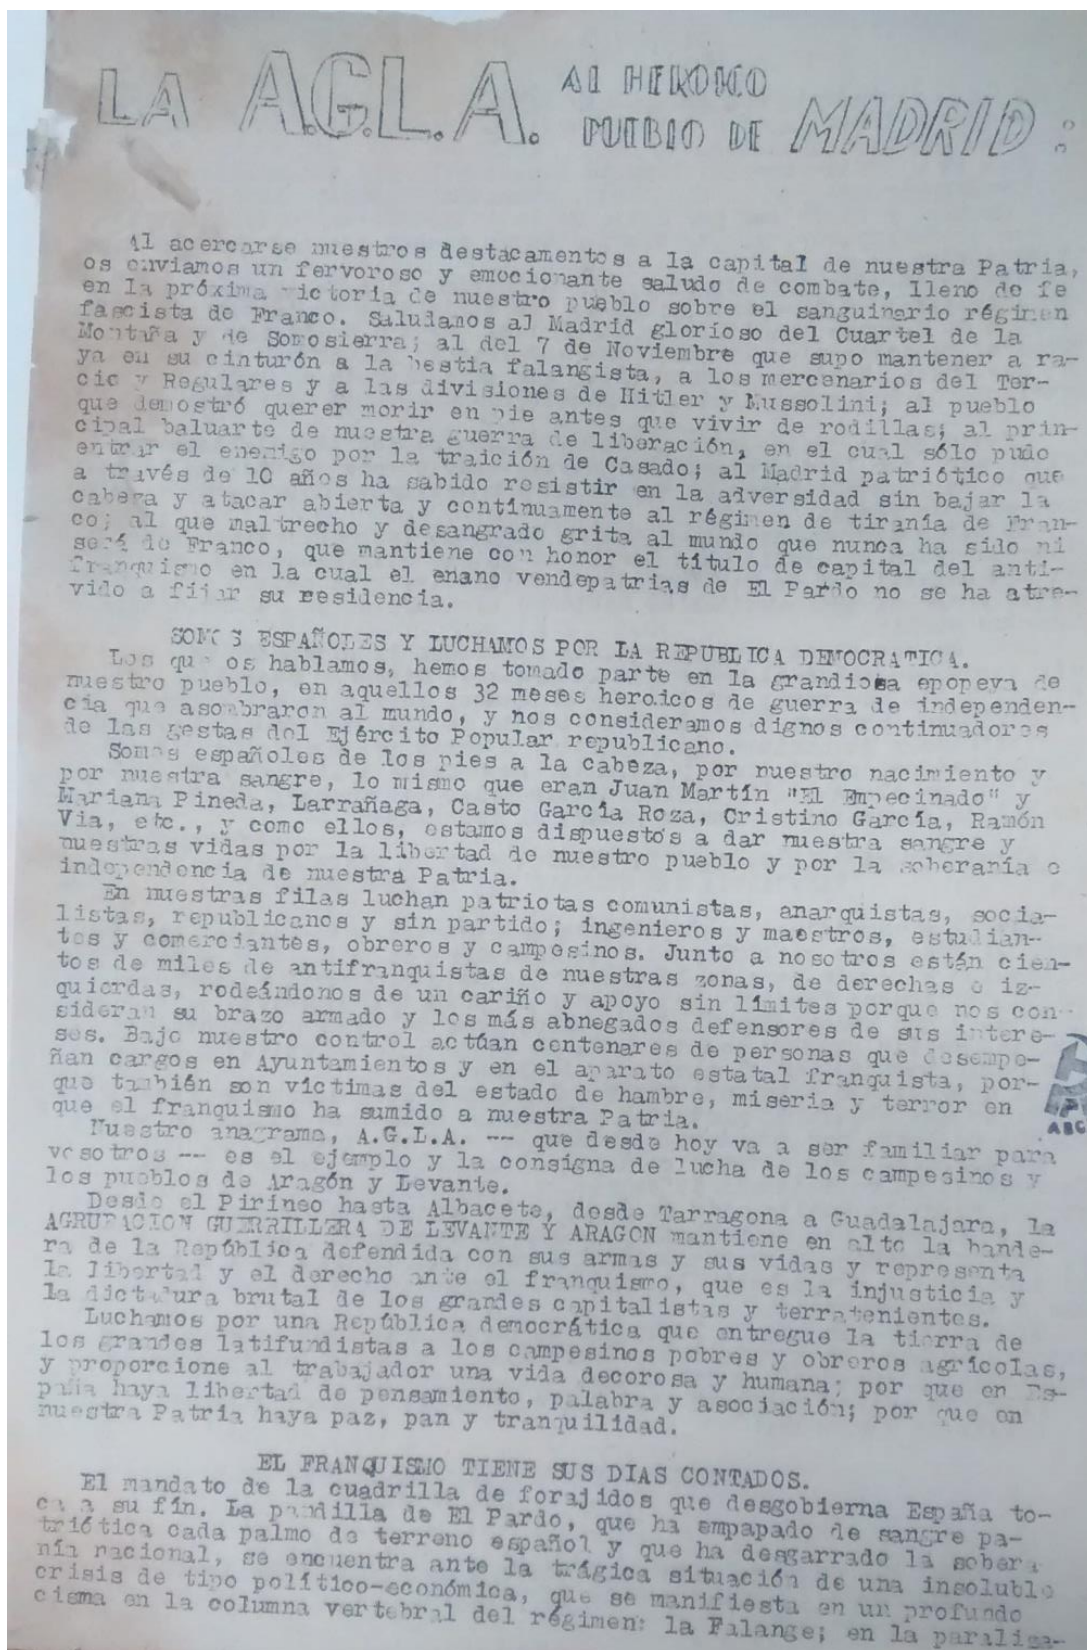 LA A.G.L.A. AL HEROICO PUEBLO DE MADRID:
Al acercarse nuestros destacamentos a la capital de nuestra Patria,
os enviamos un fervoroso y emocionante saludo de combate, lleno de fe
en la próxima victoria de nuestro pueblo sobre el sanguinario régimen
fascista de Franco. Saludamos al Madrid glorioso del Cuartel de la
Montaña y de Somosierra; al del 7 de Noviembre que supo mantener a ra-
ya en su cinturón a la bestia falangista, a los mercenarios del Ter-
cio y Regulares y a las divisiones de Hitler y Mussolini; al pueblo
que demostró querer morir en pie antes que vivir de rodillas; al prin-
cipal baluarte de nuestra guerra de liberación, en el cual sólo pudo
entrar el enemigo por la traición de Casado; al Madrid patriótico que
a través de 10 años ha sabido resistir en la adversidad sin bajar la
cabeza y atacar abierta y contínuamente al régimen de tiranía de Fran-
co; al que maltrecho y desangrado grita al mundo que nunca ha sido ni
será de Franco, que mantiene con honor el título de capital del anti-
franquismo en la cual el enano vendepatrias de El Pardo no se ha atre-
vido a fijar su residencia.
SOMOS ESPAÑOLES Y LUCHAMOS POR LA REPUBLICA DEMOCRATICA.
Los que os hablamos, hemos tomado parte en la grandiosa epopeya de
nuestro pueblo, en aquellos 32 meses heroicos de guerra de independen-
cia que asombraron al mundo, y nos consideramos dignos continuadores
de las gestas del Ejército Popular republicano.
Somos españoles de los pies a la cabeza, por nuestro nacimiento y
por nuestra sangre, lo mismo que eran Juan Martín "El Empecinado" y
Mariana Pineda, Larrañaga, Casto García Roza, Cristino García, Ramón
Via, etc., y como ellos, estamos dispuestos a dar nuestra sangre y
nuestras vidas por la libertad de nuestro pueblo y por la soberanía e
independencia de nuestra Patria.
En nuestras filas luchan patriotas comunistas, anarquistas, socia-
listas, republicanos y sin partido; ingenieros y maestros, estudian-
tes y comerciantes, obreros y campesinos. Junto a nosotros están cien-
tos de miles de antifranquistas de nuestras zonas, de derechas e iz-
quierdas, rodeándonos de un cariño y apoyo sin límites porque nos con-
sideran su brazo armado y los más abnegados defensores de sus intere-
ses. Bajo nuestro control actúan centenares de personas que desempe-
ñan cargos en Ayuntamientos y en el aparato estatal franquista, por-
que también son víctimas del estado de hambre, miseria y terror en
que el franquismo ha sumido a nuestra Patria.
Nuestro anagrama, A.G.L.A. -- que desde hoy va a ser familiar para
vosotros -- es el ejemplo y la consigna de lucha de los campesinos y
los pueblos de Aragón y Levante.
Desde el Pirineo hasta Albacete, desde Tarragona a Guadalajara, la
AGRUPACION GUERRILLERA DE LEVANTE Y ARAGON mantiene en alto la bande-
ra de la República defendida con sus armas y sus vidas y representa
la libertad y el derecho ante el franquismo, que es la injusticia y
la dictadura brutal de los grandes capitalistas y terratenientes.
Luchamos por una República democrática que entregue la tierra de
los grandes latifundistas a los campesinos pobres y obreros agrícolas,
y proporcione al trabajador una vida decorosa y humana; por que en Es-
paña haya libertad de pensamiento, palabra y asociación; por que en
nuestra Patria haya paz, pan y tranquilidad.
EL FRANQUISMO TIENE SUS DIAS CONTADOS.
El mandato de la cuadrilla de forajidos que desgobierna España to-
ca a su fín. La pandilla de El Pardo, que ha empapado de sangre pa-
triótica cada palmo de terreno español y que ha desgarrado la sobera
nía nacional, se encuentra ante la trágica situación de una insoluble
crisis de tipo político-económica, que se manifiesta en un profundo
cisma en la columna vertebral del régimen: la Falange; en la paraliza-
ABC